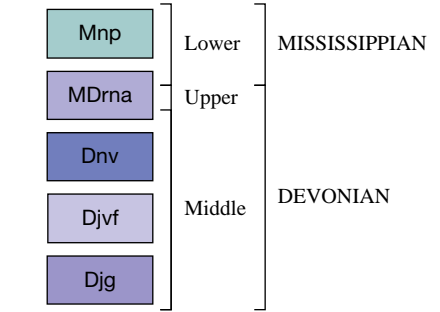 Mnp Lower MISSISSIPPIAN
MDrna Upper
Dnv
Djvf Middle DEVONIAN
Djg